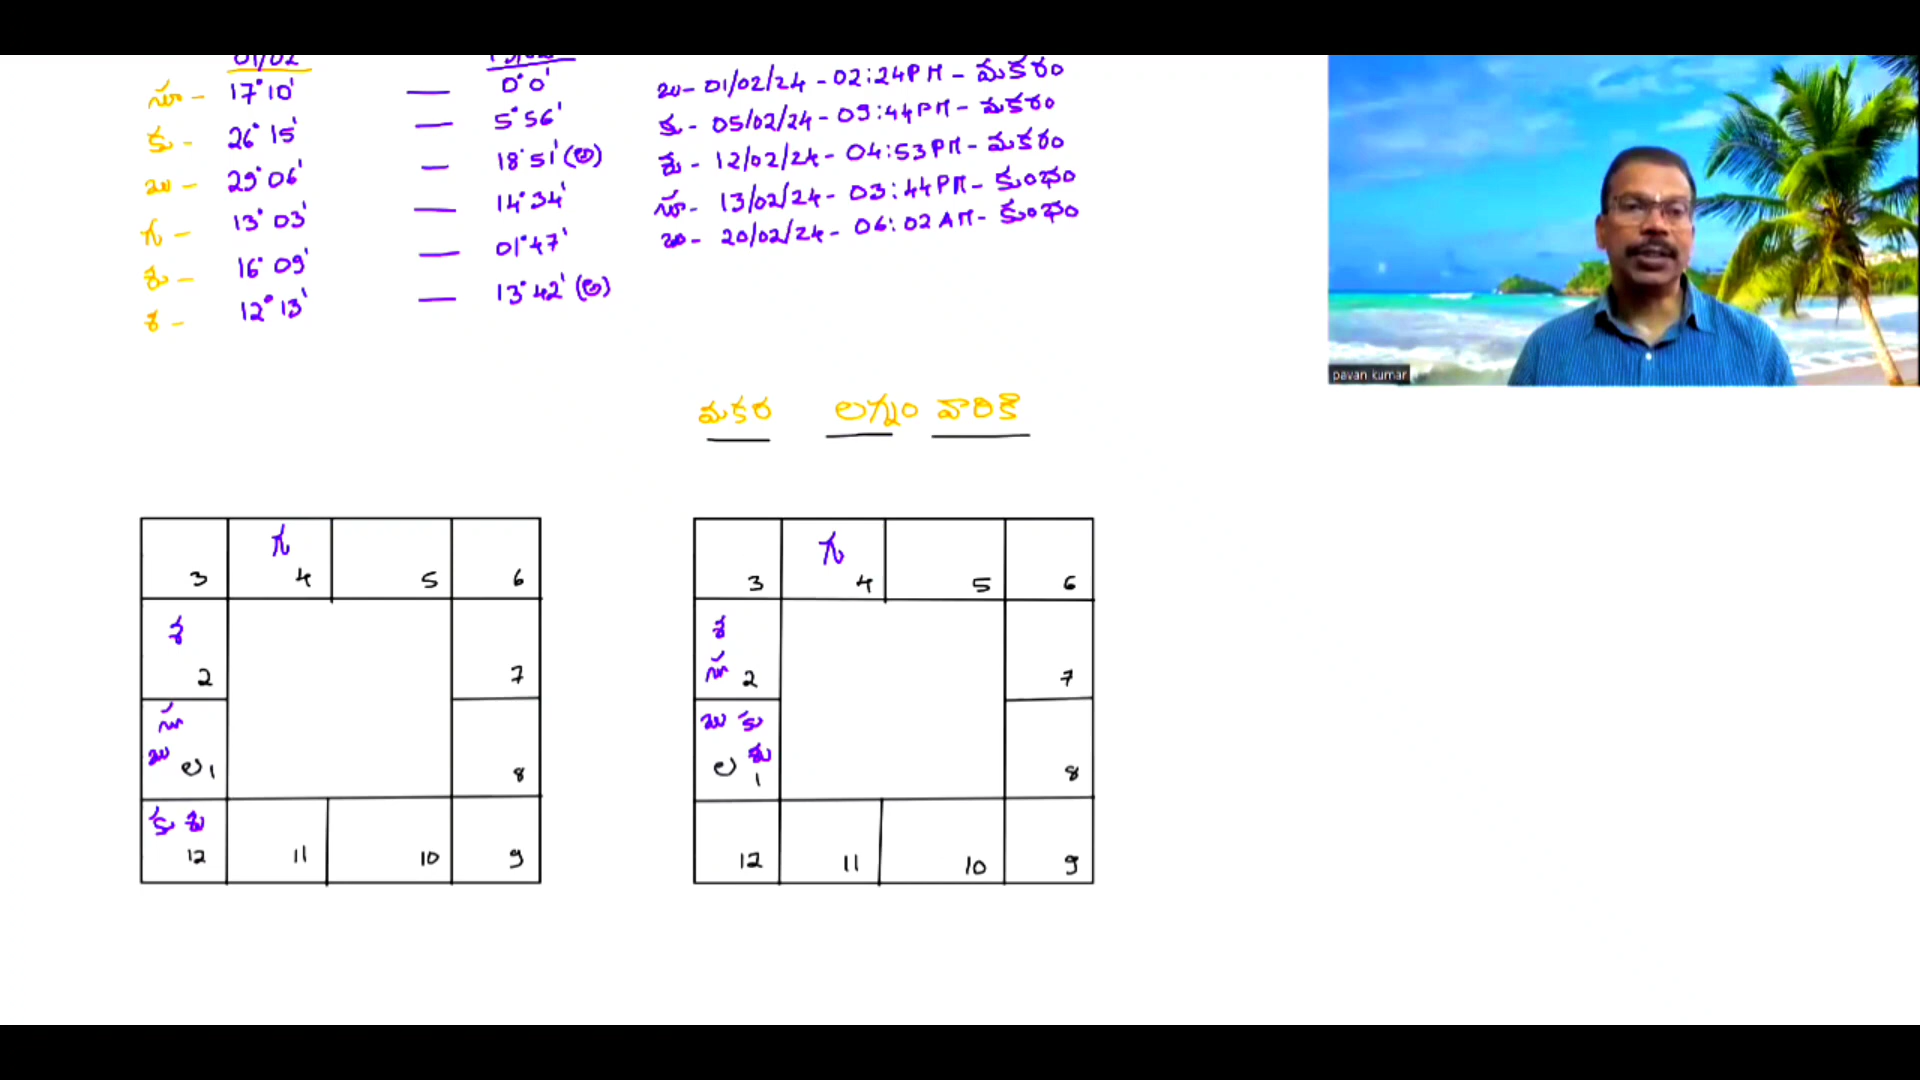 01/02
సూ - 17° 10' — 0° 0'
కు - 26° 15' — 5° 56'
బు - 29° 06' — 18° 51' (అ)
గ - 13° 03' — 14° 34'
శు - 16° 09' — 01° 47'
శ - 12° 13' — 13° 42' (అ)
బు - 01/02/24 - 02:24PM - మకరం
కు - 05/02/24 - 09:44PM - మకరం
శు - 12/02/24 - 04:53PM - మకరం
సూ - 13/02/24 - 03:44PM - కుంభం
బు - 20/02/24 - 06:02AM - కుంభం
pavan kumar
మకర లగ్నం వారికి
గ
3 4 5 6
శ
2 7
సూ
బు ల 1 8
కు శు
12 11 10 9
గ
3 4 5 6
శ
సూ 2 7
బు కు
ల శు
1 8
12 11 10 9